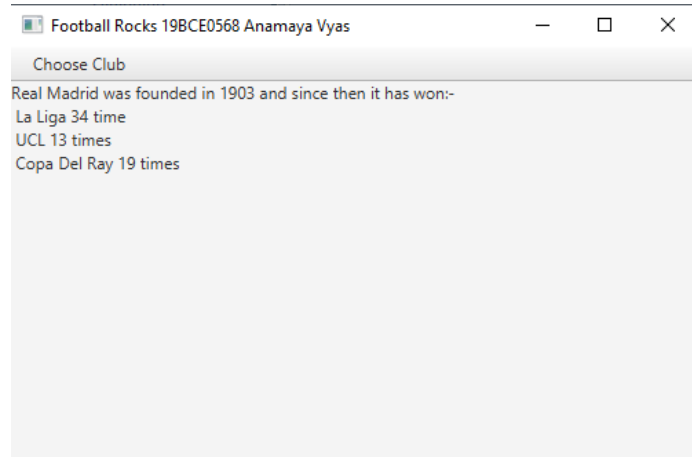 Football Rocks 19BCE0568 Anamaya Vyas
Choose Club
Real Madrid was founded in 1903 and since then it has won:-
La Liga 34 time
UCL 13 times
Copa Del Ray 19 times